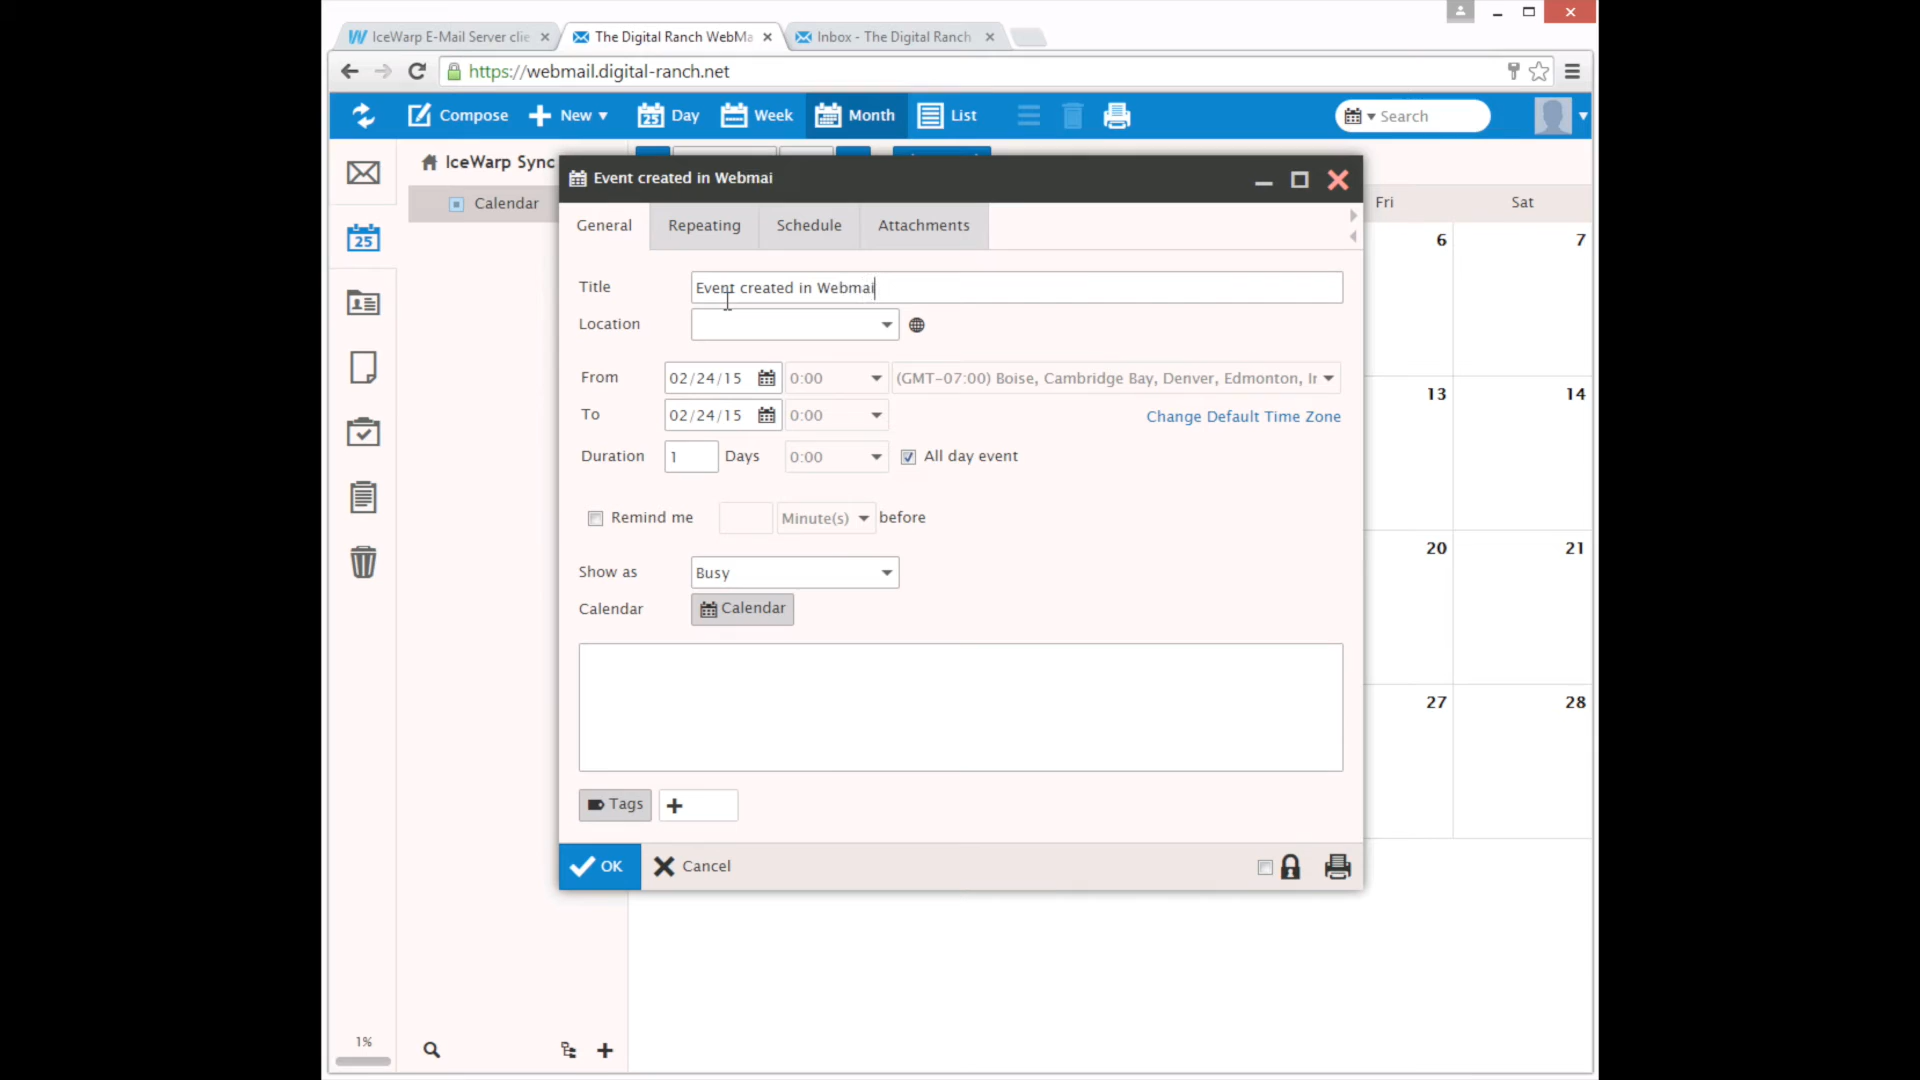 IceWarp E-Mail Server clie
The Digital Ranch WebMa
Inbox - The Digital Ranch
https://webmail.digital-ranch.net
Compose
New
25 Day
Week
Month
List
Search
IceWarp Sync
Calendar
25
Event created in Webmai
General
Repeating
Schedule
Attachments
Fri
Sat
Title
Event created in Webmai
Location
From
02/24/15
0:00
(GMT-07:00) Boise, Cambridge Bay, Denver, Edmonton, Ir
To
02/24/15
0:00
Change Default Time Zone
Duration
1
Days
0:00
All day event
Remind me
Minute(s)
before
Show as
Busy
Calendar
Calendar
Tags
OK
Cancel
6
7
13
14
20
21
27
28
1%